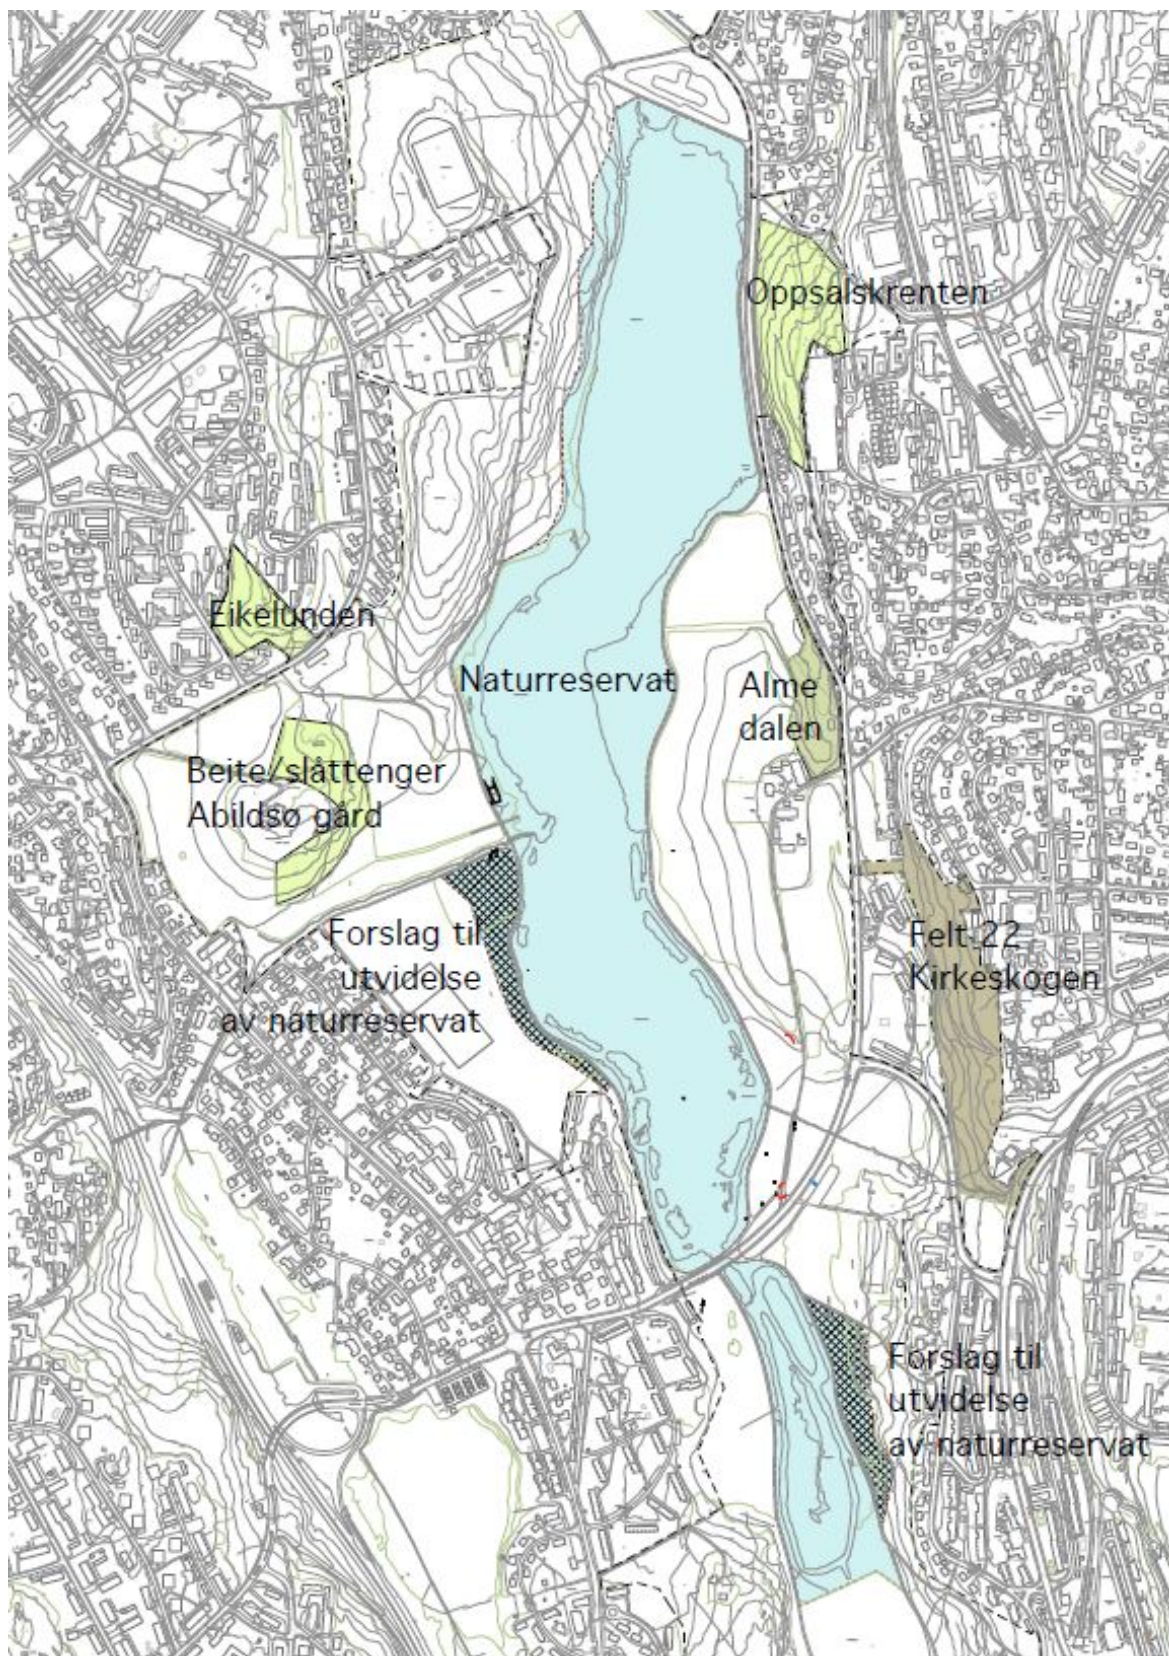 Oppsalskrenten
Eikelunden
Naturreservat
Alme
dalen
Beite/slåttenger
Abildsø gård
Forslag til
utvidelse
av naturreservat
Felt 22
Kirkeskogen
Forslag til
utvidelse
av naturreservat